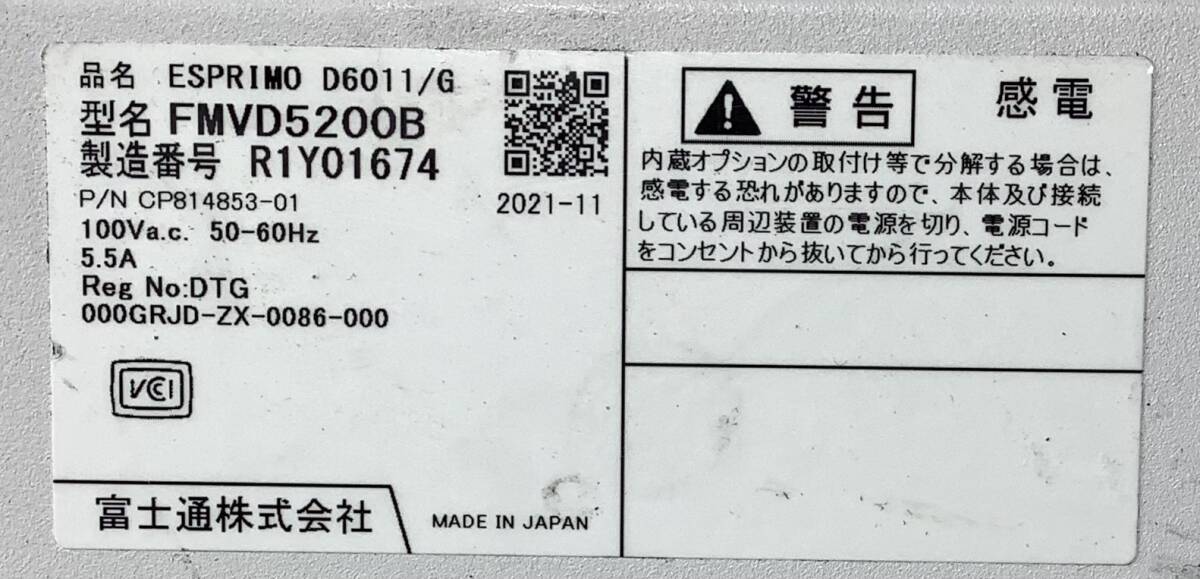 品名 ESPRIMO D6011/G
型名 FMVD5200B
製造番号 R1Y01674
P/N CP814853-01
2021-11
100Va.c. 50-60Hz
5.5A
Reg No:DTG
000GRJD-ZX-0086-000
VCCI
富士通株式会社
MADE IN JAPAN
警告
感電
内蔵オプションの取付け等で分解する場合は、
感電する恐れがありますので、本体及び接続
している周辺装置の電源を切り、電源コード
をコンセントから抜いてから行ってください。